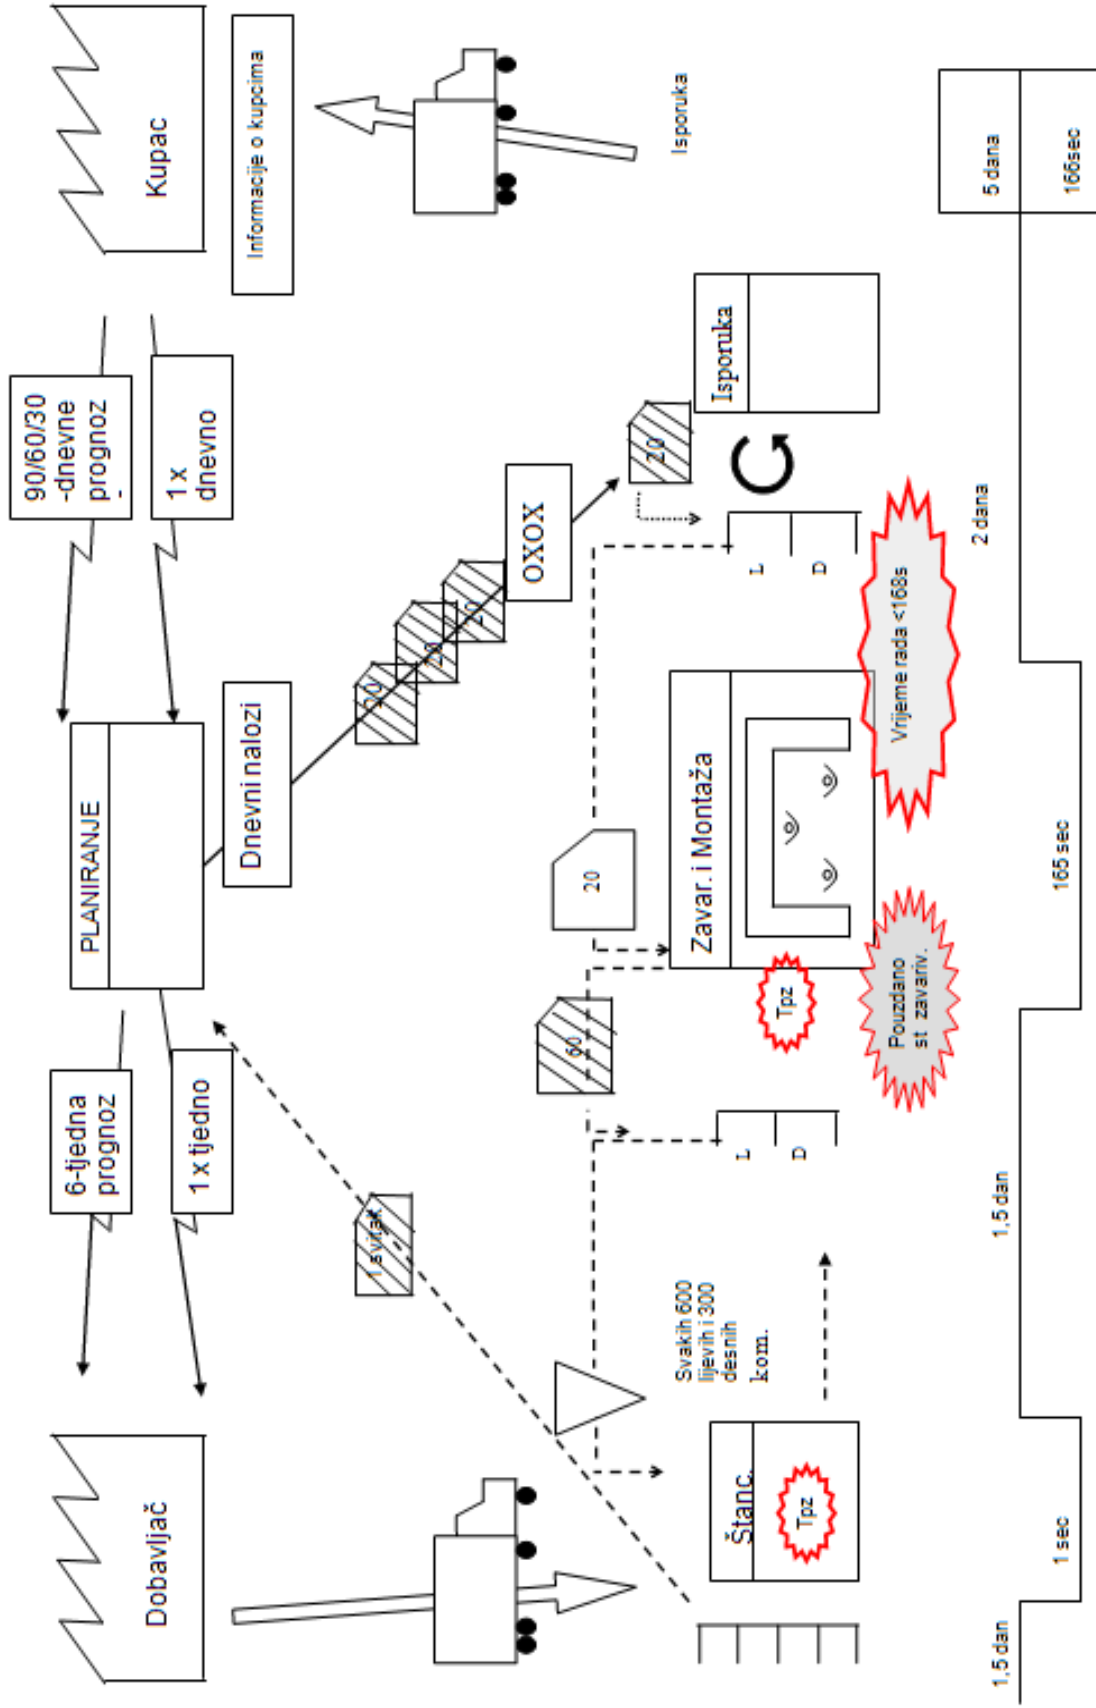 Dobavljač
6-tjedna
prognoz
1x tjedno
PLANIRANJE
90/60/30
-dnevne
prognoz
-
1 x
dnevno
Kupac
Informacije o kupcima
Dnevni nalozi
1 svitak
20
20
20
OXOX
20
Isporuka
60
20
Svakih 600
lijevih i 300
desnih
kom.
Štanc.
Tpz
L
D
Zavar. i Montaža
Tpz
Pouzdano
st zavariv.
Vrijeme rada <168s
L
D
Isporuka
1,5 dan
1 sec
1,5 dan
165 sec
2 dana
5 dana
166sec